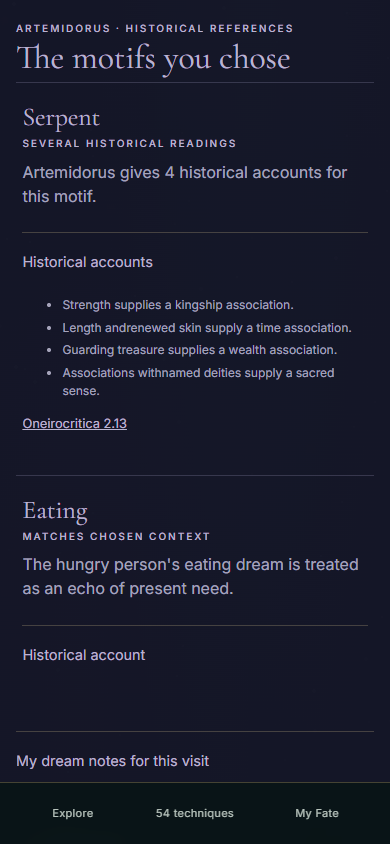 ARTEMIDORUS · HISTORICAL REFERENCES
The motifs you chose
Serpent
SEVERAL HISTORICAL READINGS
Artemidorus gives 4 historical accounts for
this motif.
Historical accounts
• Strength supplies a kingship association.
• Length andrenewed skin supply a time association.
• Guarding treasure supplies a wealth association.
• Associations withnamed deities supply a sacred
sense.
Oneirocritica 2.13
Eating
MATCHES CHOSEN CONTEXT
The hungry person's eating dream is treated
as an echo of present need.
Historical account
My dream notes for this visit
Explore
54 techniques
My Fate